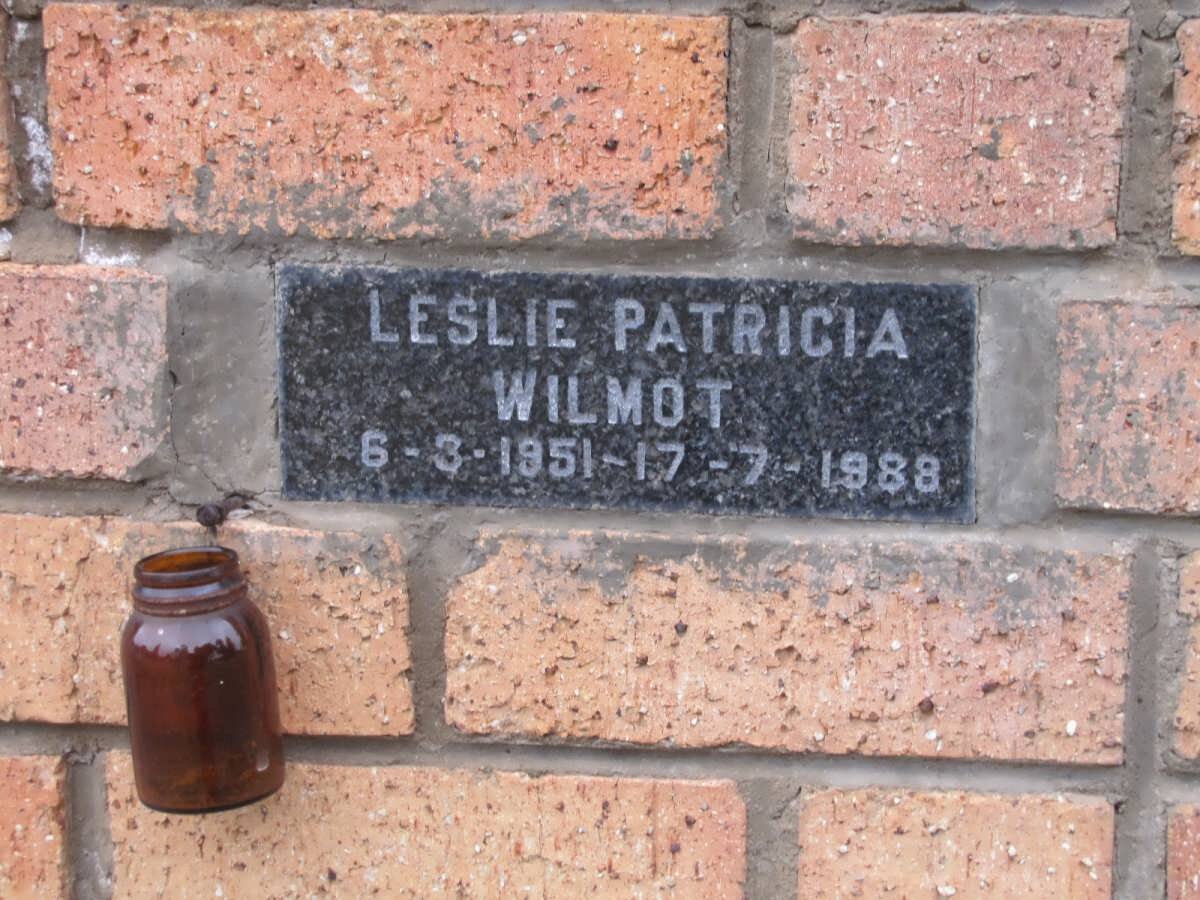 LESLIE PATRICIA
WILMOT
6-3-1951-17-7-1988